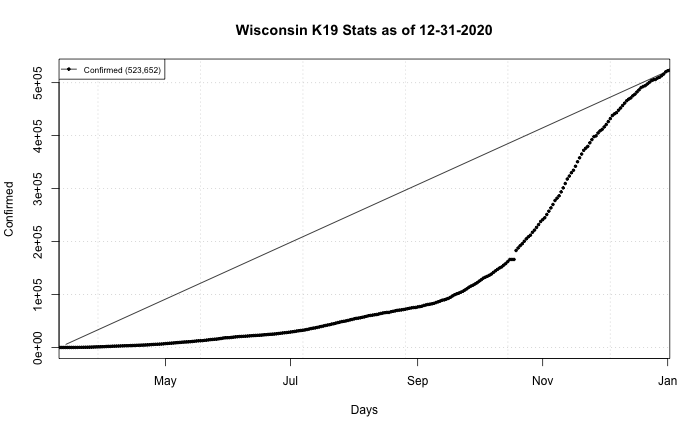 Wisconsin K19 Stats as of 12-31-2020
Confirmed (523,652)
5e+05
4e+05
3e+05
2e+05
1e+05
0e+00
Confirmed
May Jul Sep Nov Jan
Days